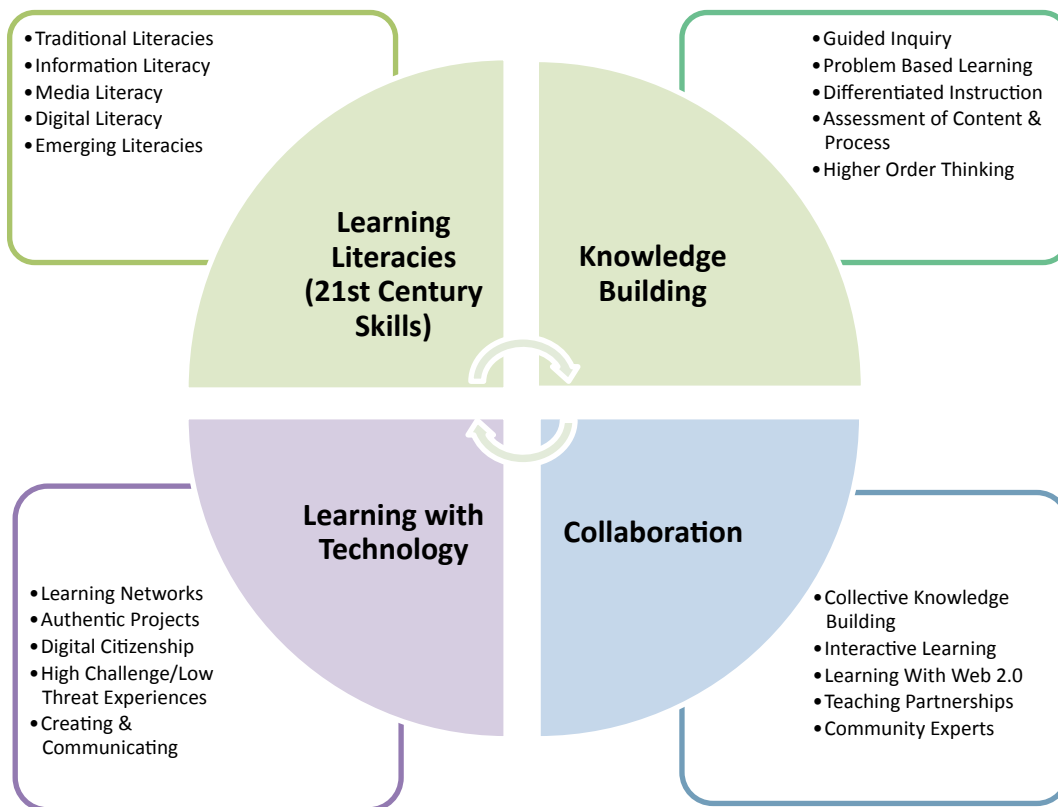 •Traditional Literacies
•Information Literacy
•Media Literacy
•Digital Literacy
•Emerging Literacies
•Guided Inquiry
•Problem Based Learning
•Differentiated Instruction
•Assessment of Content &
Process
•Higher Order Thinking
Learning
Literacies
(21st Century
Skills)
Knowledge
Building
Learning with
Technology
Collaboration
•Learning Networks
•Authentic Projects
•Digital Citizenship
•High Challenge/Low
Threat Experiences
•Creating &
Communicating
•Collective Knowledge
Building
•Interactive Learning
•Learning With Web 2.0
•Teaching Partnerships
•Community Experts